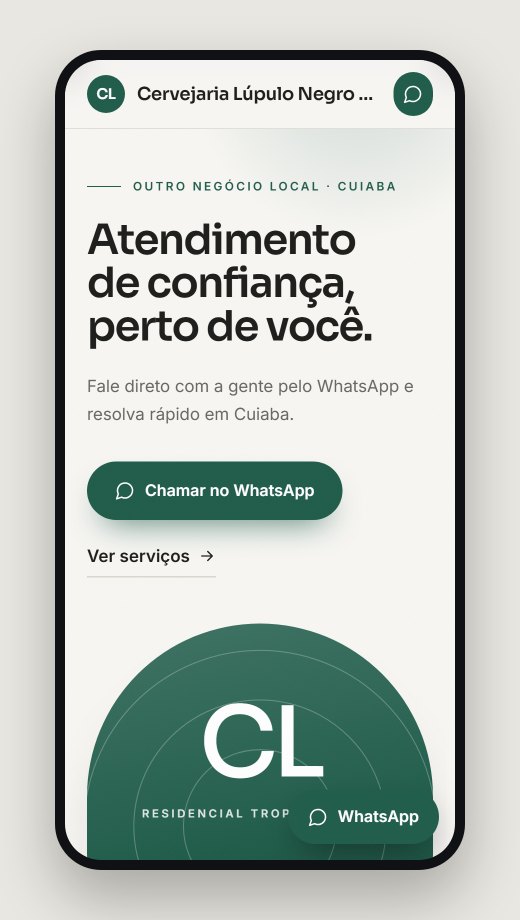 CL
Cervejaria Lúpulo Negro ...
OUTRO NEGÓCIO LOCAL · CUIABA
Atendimento
de confiança,
perto de você.
Fale direto com a gente pelo WhatsApp e
resolva rápido em Cuiaba.
Chamar no WhatsApp
Ver serviços →
CL
RESIDENCIAL TROP
WhatsApp